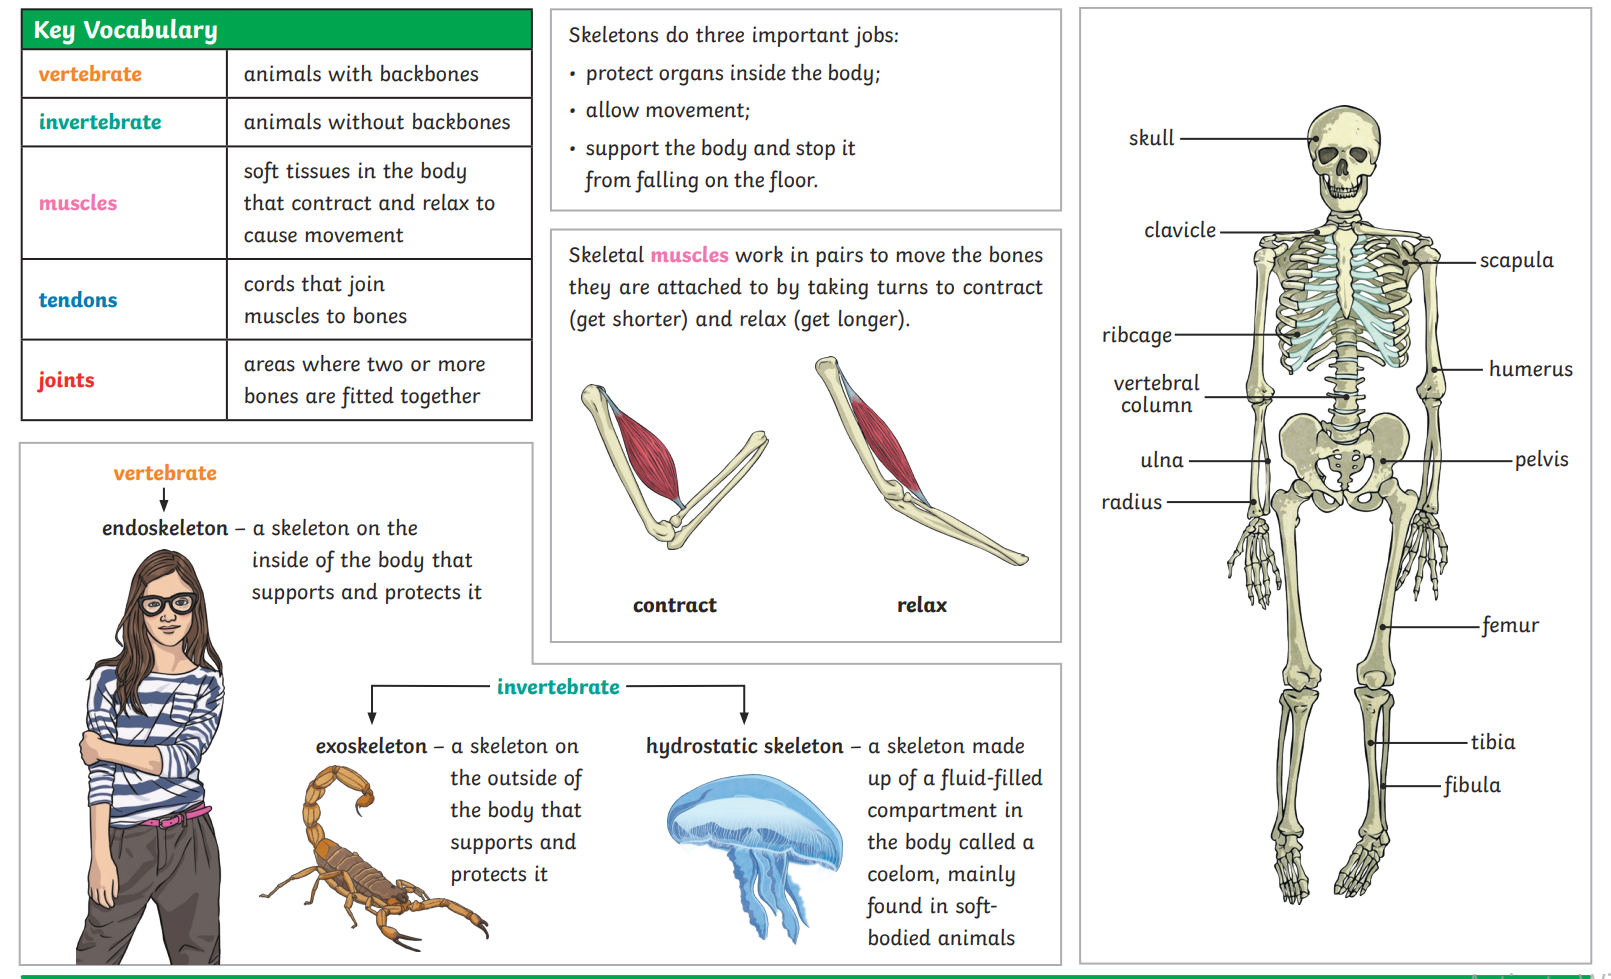 Key Vocabulary
vertebrate
animals with backbones
invertebrate
animals without backbones
muscles
soft tissues in the body
that contract and relax to
cause movement
tendons
cords that join
muscles to bones
joints
areas where two or more
bones are fitted together
Skeletons do three important jobs:
• protect organs inside the body;
• allow movement;
• support the body and stop it
from falling on the floor.
Skeletal muscles work in pairs to move the bones
they are attached to by taking turns to contract
(get shorter) and relax (get longer).
contract
relax
vertebrate
endoskeleton – a skeleton on the
inside of the body that
supports and protects it
invertebrate
exoskeleton – a skeleton on
the outside of
the body that
supports and
protects it
hydrostatic skeleton – a skeleton made
up of a fluid-filled
compartment in
the body called a
coelom, mainly
found in soft-
bodied animals
skull
clavicle
scapula
ribcage
humerus
vertebral
column
ulna
pelvis
radius
femur
tibia
fibula